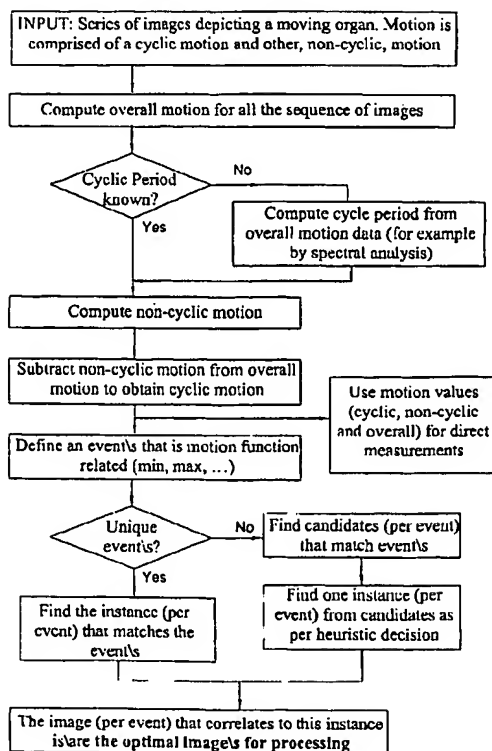 INPUT: Series of images depicting a moving organ. Motion is
comprised of a cyclic motion and other, non-cyclic, motion
Compute overall motion for all the sequence of images
Cyclic Period
known?
No
Yes
Compute cycle period from
overall motion data (for example
by spectral analysis)
Compute non-cyclic motion
Subtract non-cyclic motion from overall
motion to obtain cyclic motion
Use motion values
(cyclic, non-cyclic
and overall) for direct
measurements
Define an event\s that is motion function
related (min, max, ...)
Unique
event\s?
No
Yes
Find candidates (per event)
that match event\s
Find the instance (per
event) that matches the
event\s
Find one instance (per
event) from candidates as
per heuristic decision
The image (per event) that correlates to this instance
is\are the optimal image\s for processing